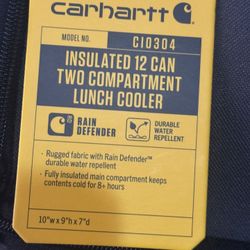 carhartt
MODEL NO.
CI0304
INSULATED 12 CAN
TWO COMPARTMENT
LUNCH COOLER
RAIN
DEFENDER
DURABLE
WATER
REPELLENT
• Rugged fabric with Rain Defender™
durable water repellent
• Fully insulated main compartment keeps
contents cold for 8+ hours
10"w x 9"h x 7"d